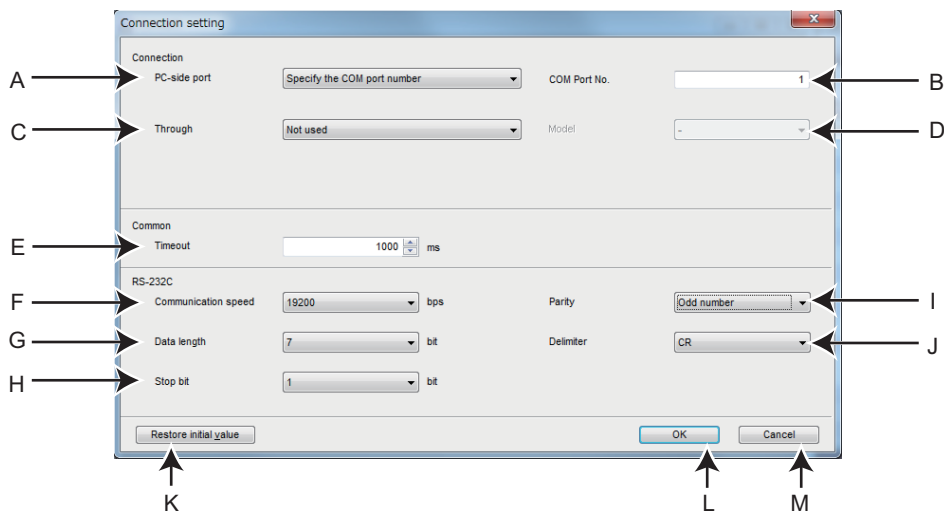 Connection setting
x
Connection
A PC-side port Specify the COM port number COM Port No. 1 B
C Through Not used Model - D
Common
E Timeout 1000 ms
RS-232C
F Communication speed 19200 bps Parity Odd number I
G Data length 7 bit Delimiter CR J
H Stop bit 1 bit
Restore initial value OK Cancel
K L M